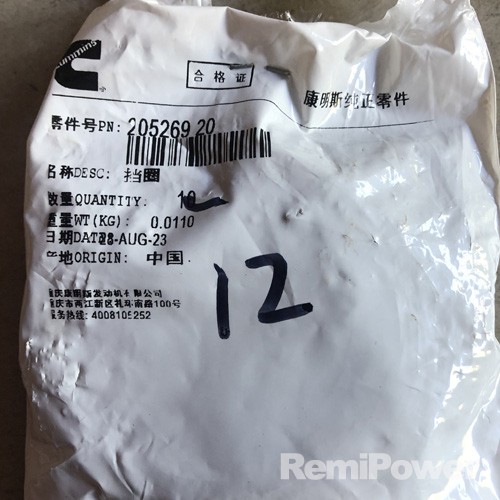 cummins
®
合格证
康明斯纯正零件
零件号PN: 205269 20
名称DESC: 挡圈
数量QUANTITY: 10
重量WT(KG): 0.0110
日期DATE: 28-AUG-23
产地ORIGIN: 中国
重庆康明斯发动机有限公司
重庆市两江新区礼环南路100号
服务热线: 4008105252
12
RemiPower